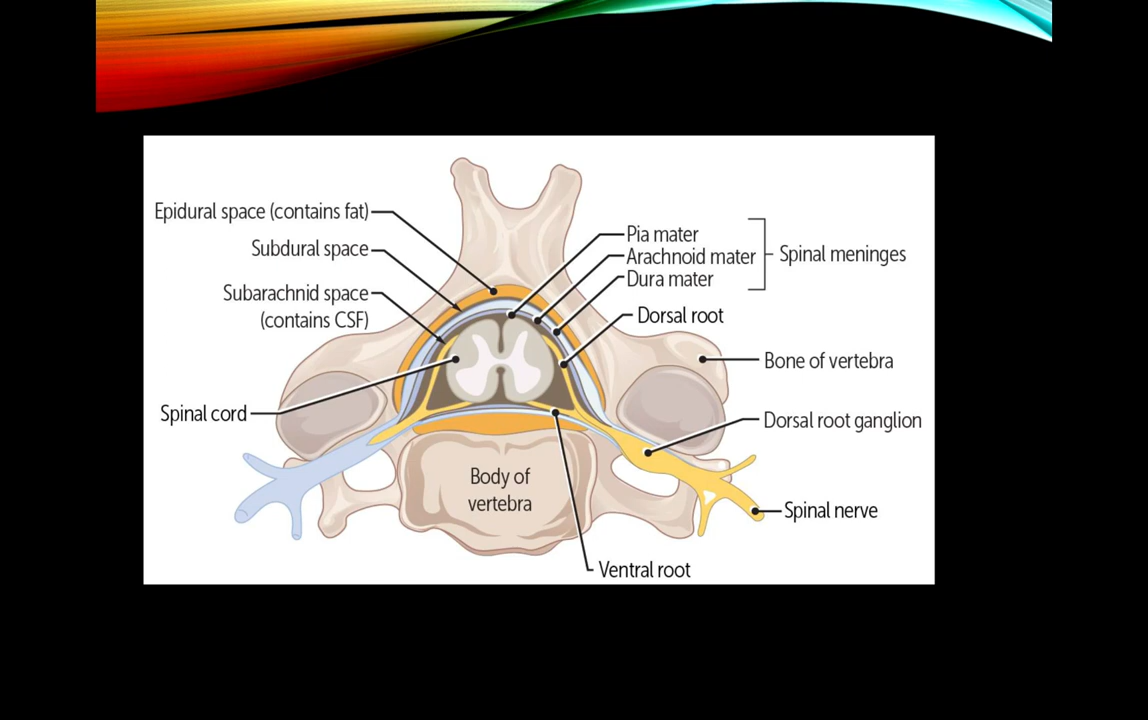 Epidural space (contains fat)
Subdural space
Subarachnid space
(contains CSF)
Spinal cord
Pia mater
Arachnoid mater
Dura mater
Spinal meninges
Dorsal root
Bone of vertebra
Dorsal root ganglion
Body of
vertebra
Spinal nerve
Ventral root